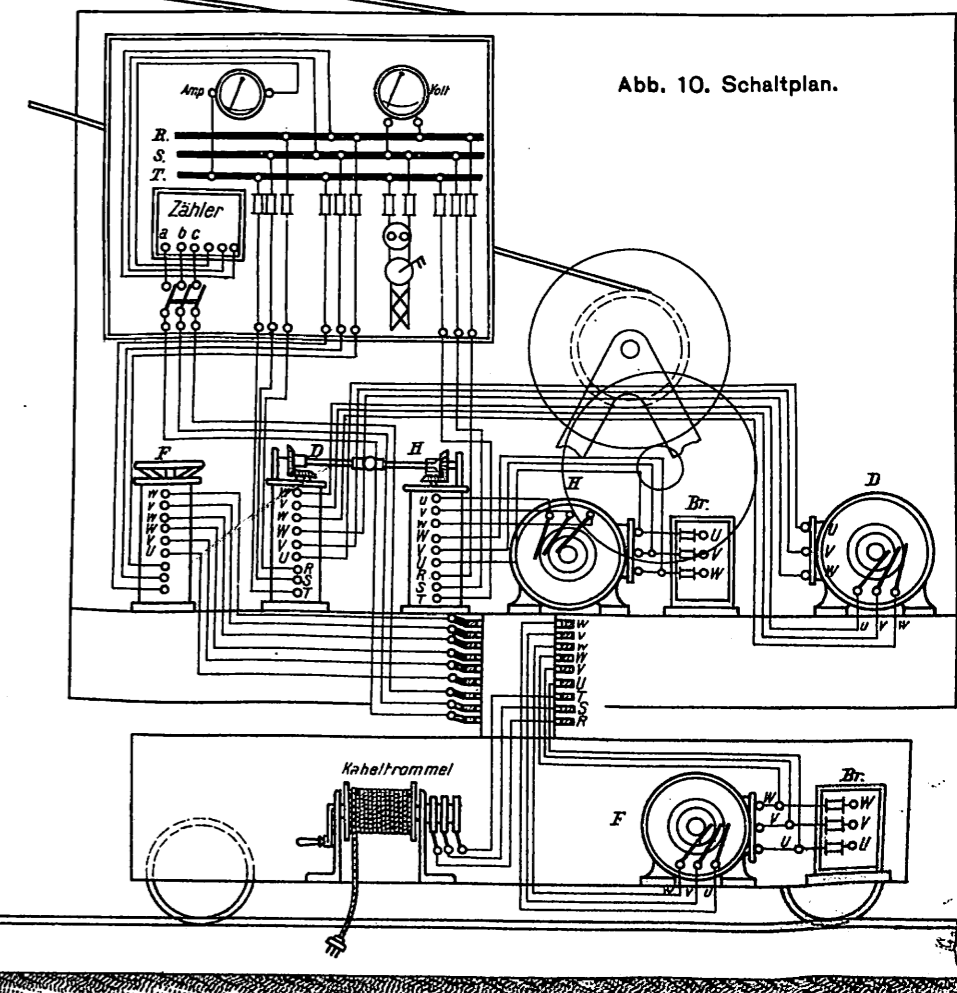 Abb. 10. Schaltplan.
Amp
Volt
R.
S.
T.
Zähler
a b c
F
D
H
H
D
W
V
W
W
V
U
W
V
W
W
V
U
R
S
T
U
V
W
W
V
U
R
S
T
Br.
U
V
W
U
V
W
U V W
W
V
W
W
V
U
T
S
R
Kabeltrommel
F
W
V
U
Br.
W
V
U
W V U